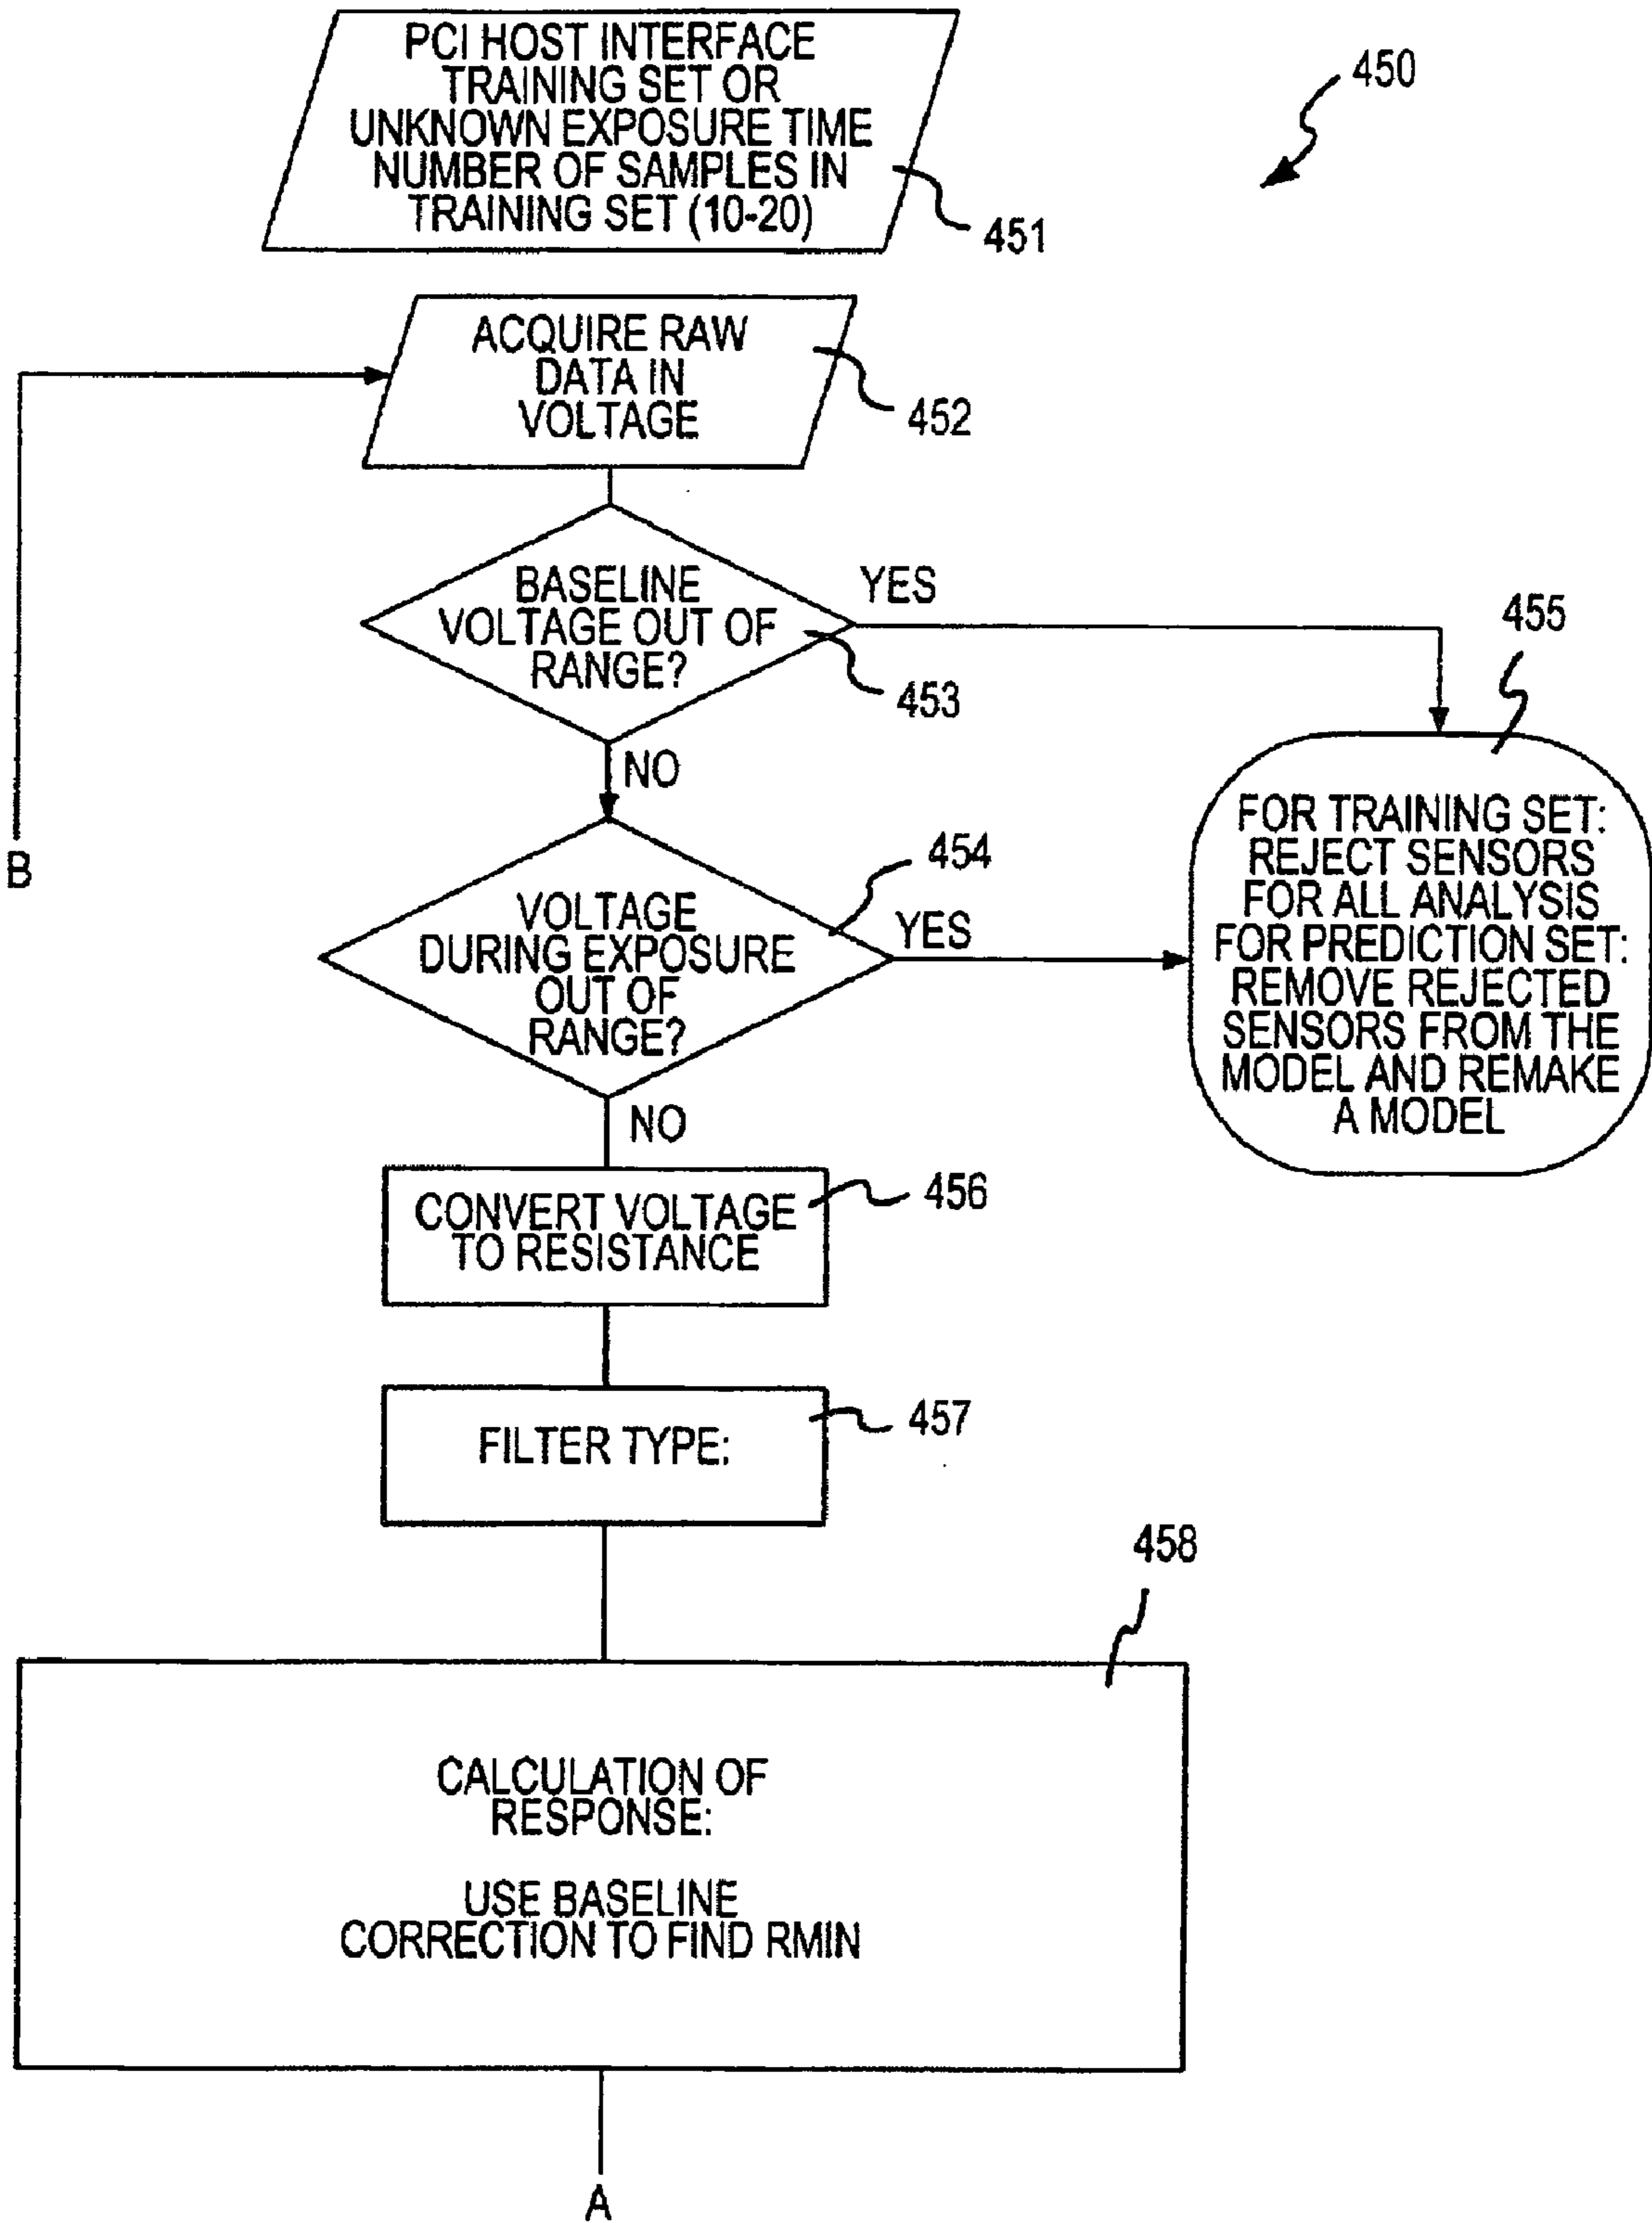 PCI HOST INTERFACE
TRAINING SET OR
UNKNOWN EXPOSURE TIME
NUMBER OF SAMPLES IN
TRAINING SET (10-20)
450
451
ACQUIRE RAW
DATA IN
VOLTAGE
452
BASELINE
VOLTAGE OUT OF
RANGE?
YES
453
455
NO
B
454
VOLTAGE
DURING EXPOSURE
OUT OF
RANGE?
YES
FOR TRAINING SET:
REJECT SENSORS
FOR ALL ANALYSIS
FOR PREDICTION SET:
REMOVE REJECTED
SENSORS FROM THE
MODEL AND REMAKE
A MODEL
NO
CONVERT VOLTAGE
TO RESISTANCE
456
FILTER TYPE:
457
458
CALCULATION OF
RESPONSE:
USE BASELINE
CORRECTION TO FIND RMIN
A